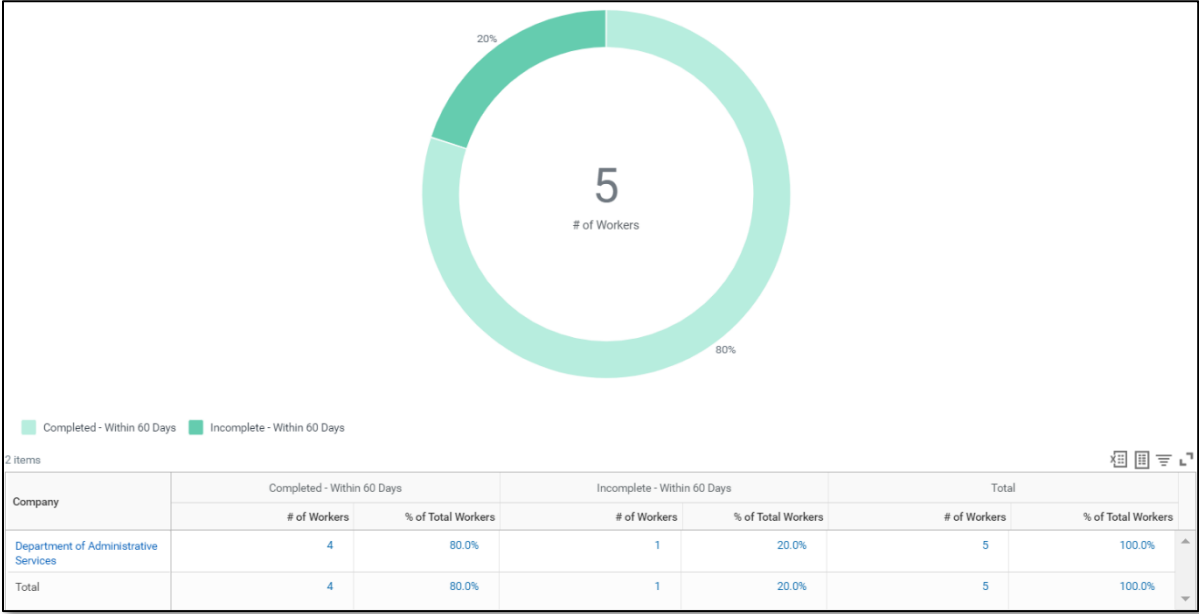 20%
5
# of Workers
80%
Completed - Within 60 Days Incomplete - Within 60 Days
2 items
Company Completed - Within 60 Days Incomplete - Within 60 Days Total
# of Workers % of Total Workers # of Workers % of Total Workers # of Workers % of Total Workers
Department of Administrative Services 4 80.0% 1 20.0% 5 100.0%
Total 4 80.0% 1 20.0% 5 100.0%